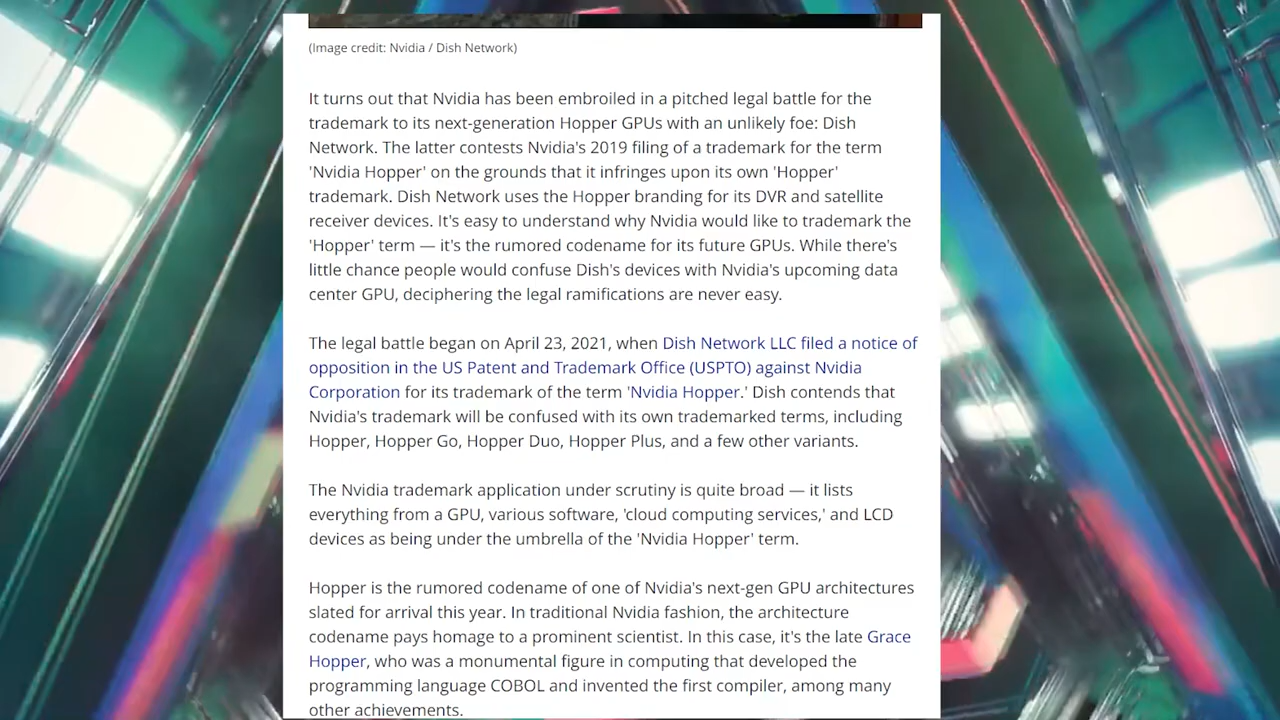 (Image credit: Nvidia / Dish Network)
It turns out that Nvidia has been embroiled in a pitched legal battle for the
trademark to its next-generation Hopper GPUs with an unlikely foe: Dish
Network. The latter contests Nvidia's 2019 filing of a trademark for the term
'Nvidia Hopper' on the grounds that it infringes upon its own 'Hopper'
trademark. Dish Network uses the Hopper branding for its DVR and satellite
receiver devices. It's easy to understand why Nvidia would like to trademark the
'Hopper' term — it's the rumored codename for its future GPUs. While there's
little chance people would confuse Dish's devices with Nvidia's upcoming data
center GPU, deciphering the legal ramifications are never easy.
The legal battle began on April 23, 2021, when Dish Network LLC filed a notice of
opposition in the US Patent and Trademark Office (USPTO) against Nvidia
Corporation for its trademark of the term 'Nvidia Hopper.' Dish contends that
Nvidia's trademark will be confused with its own trademarked terms, including
Hopper, Hopper Go, Hopper Duo, Hopper Plus, and a few other variants.
The Nvidia trademark application under scrutiny is quite broad — it lists
everything from a GPU, various software, 'cloud computing services,' and LCD
devices as being under the umbrella of the 'Nvidia Hopper' term.
Hopper is the rumored codename of one of Nvidia's next-gen GPU architectures
slated for arrival this year. In traditional Nvidia fashion, the architecture
codename pays homage to a prominent scientist. In this case, it's the late Grace
Hopper, who was a monumental figure in computing that developed the
programming language COBOL and invented the first compiler, among many
other achievements.